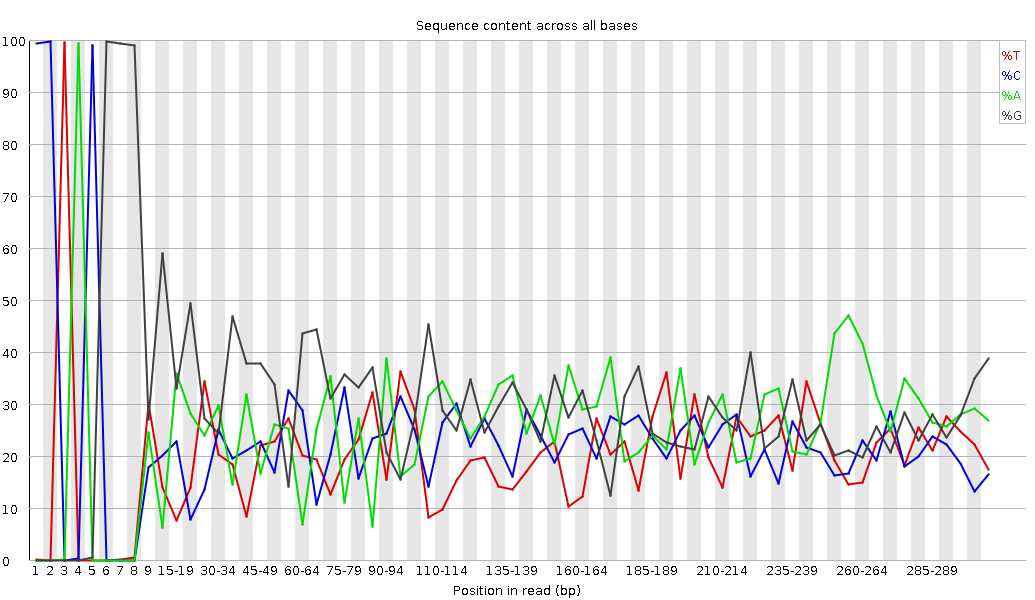 Sequence content across all bases
%T
%C
%A
%G
100
90
80
70
60
50
40
30
20
10
0
1 2 3 4 5 6 7 8 9 15-19 30-34 45-49 60-64 75-79 90-94 110-114 135-139 160-164 185-189 210-214 235-239 260-264 285-289
Position in read (bp)